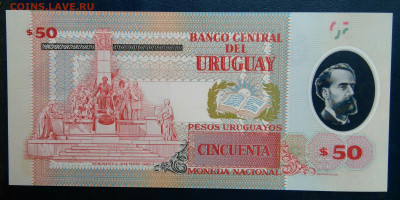 COINS.LAVE.RU
$50
BANCO CENTRAL
DEL
URUGUAY
PESOS URUGUAYOS
CINCUENTA
MONEDA NACIONAL
$50